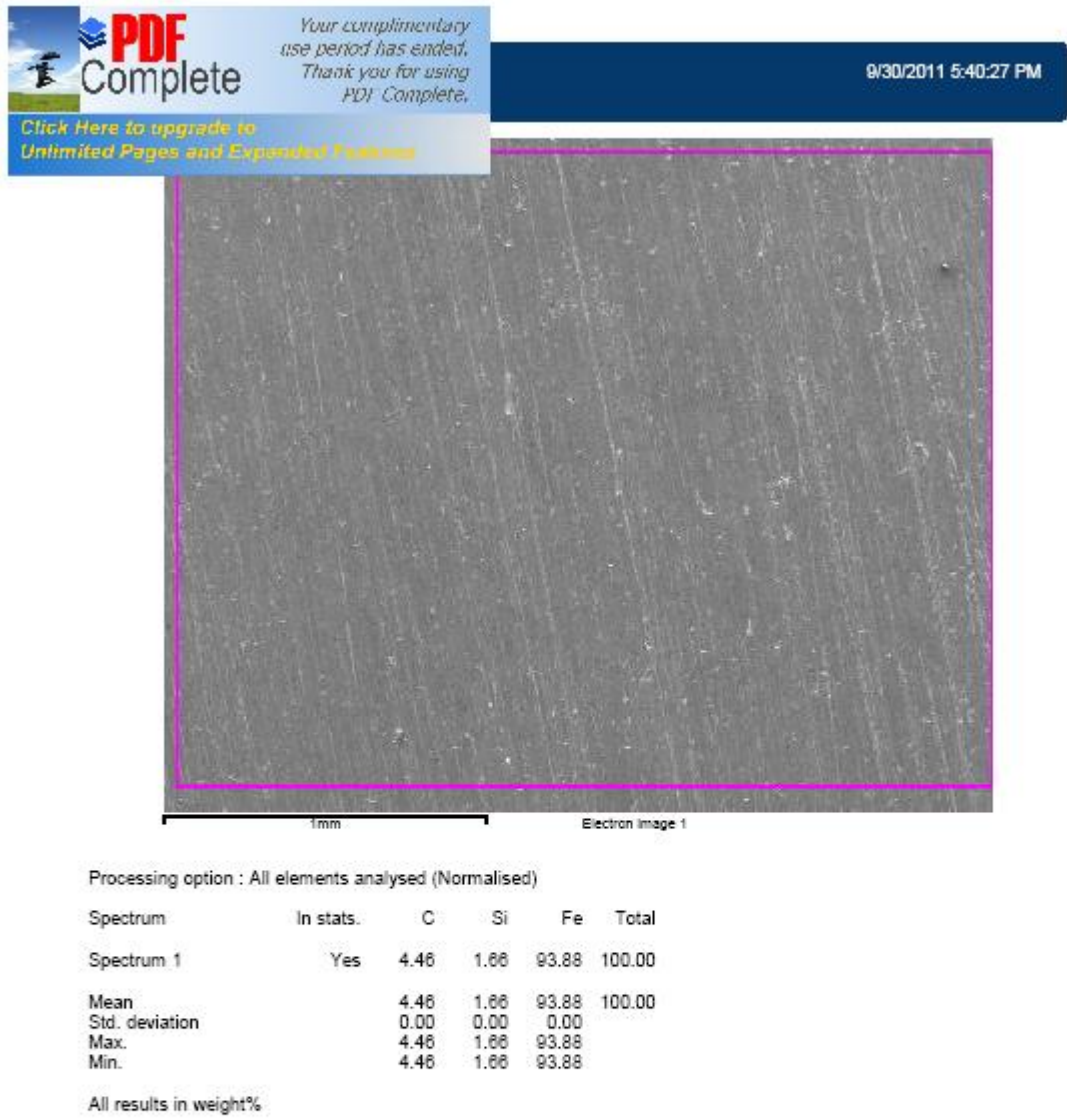 PDF
Complete
Your complimentary
use period has ended.
Thank you for using
PDF Complete.
Click Here to upgrade to
Unlimited Pages and Expanded Features
9/30/2011 5:40:27 PM
1mm Electron Image 1
Processing option : All elements analysed (Normalised)
Spectrum In stats. C Si Fe Total
Spectrum 1 Yes 4.46 1.66 93.88 100.00
Mean 4.46 1.66 93.88 100.00
Std. deviation 0.00 0.00 0.00
Max. 4.46 1.66 93.88
Min. 4.46 1.66 93.88
All results in weight%